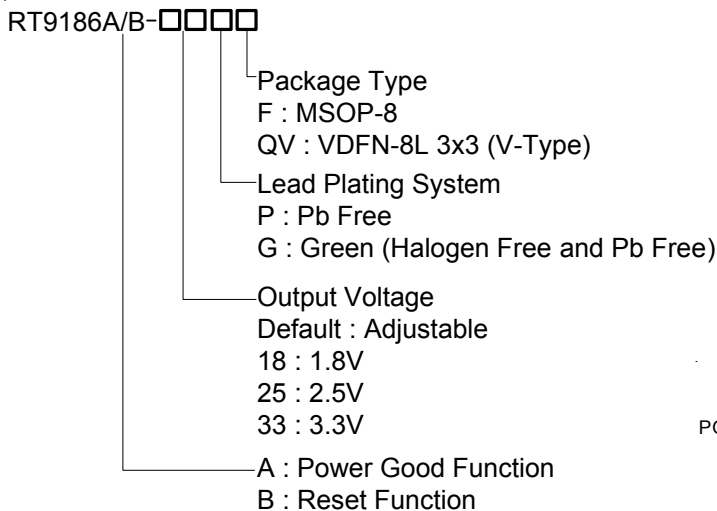 RT9186A/B-□□□□
Package Type
F : MSOP-8
QV : VDFN-8L 3x3 (V-Type)
Lead Plating System
P : Pb Free
G : Green (Halogen Free and Pb Free)
Output Voltage
Default : Adjustable
18 : 1.8V
25 : 2.5V
33 : 3.3V
A : Power Good Function
B : Reset Function